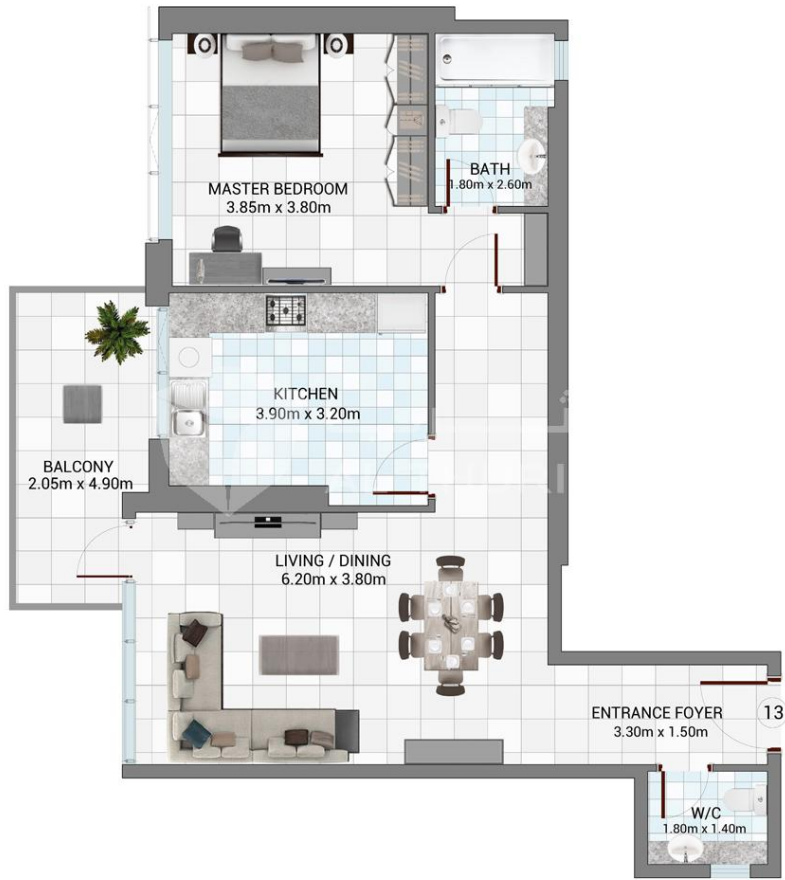 MASTER BEDROOM
3.85m x 3.80m
BATH
1.80m x 2.60m
KITCHEN
3.90m x 3.20m
BALCONY
2.05m x 4.90m
LIVING / DINING
6.20m x 3.80m
ENTRANCE FOYER
3.30m x 1.50m
13
W/C
1.80m x 1.40m